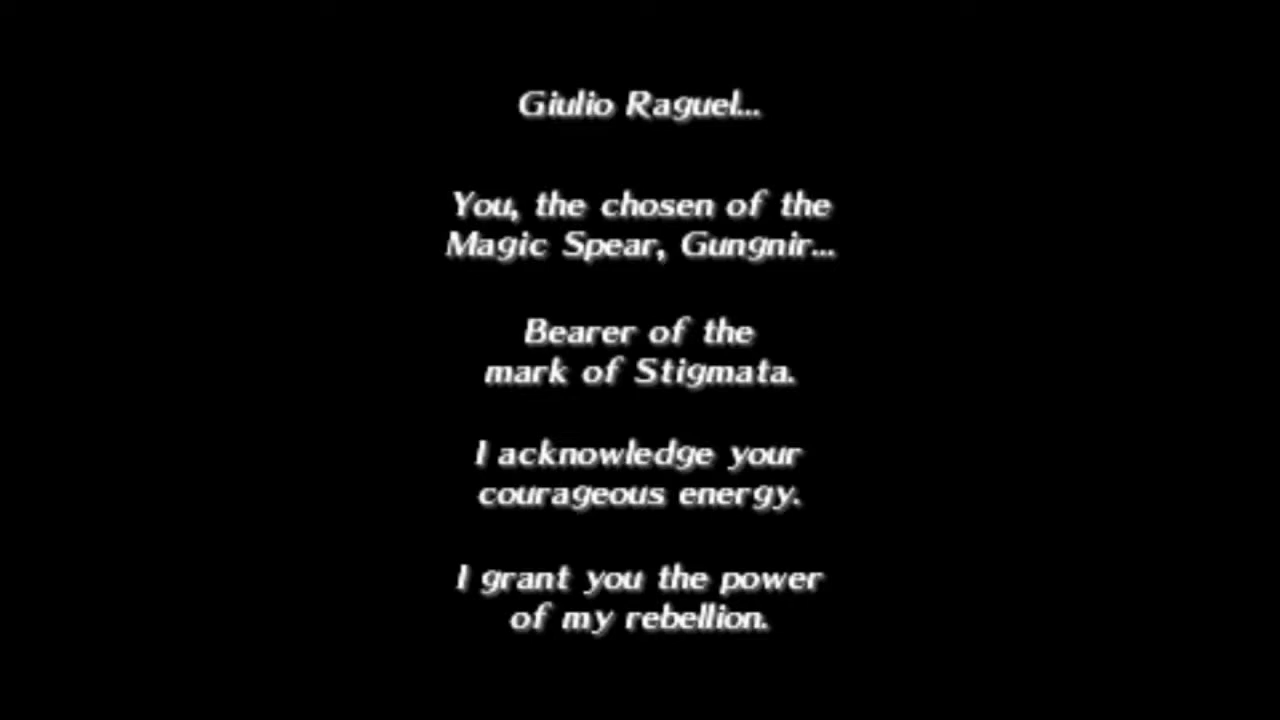 Giulio Raguel...
You, the chosen of the
Magic Spear, Gungnir...
Bearer of the
mark of Stigmata.
I acknowledge your
courageous energy.
I grant you the power
of my rebellion.